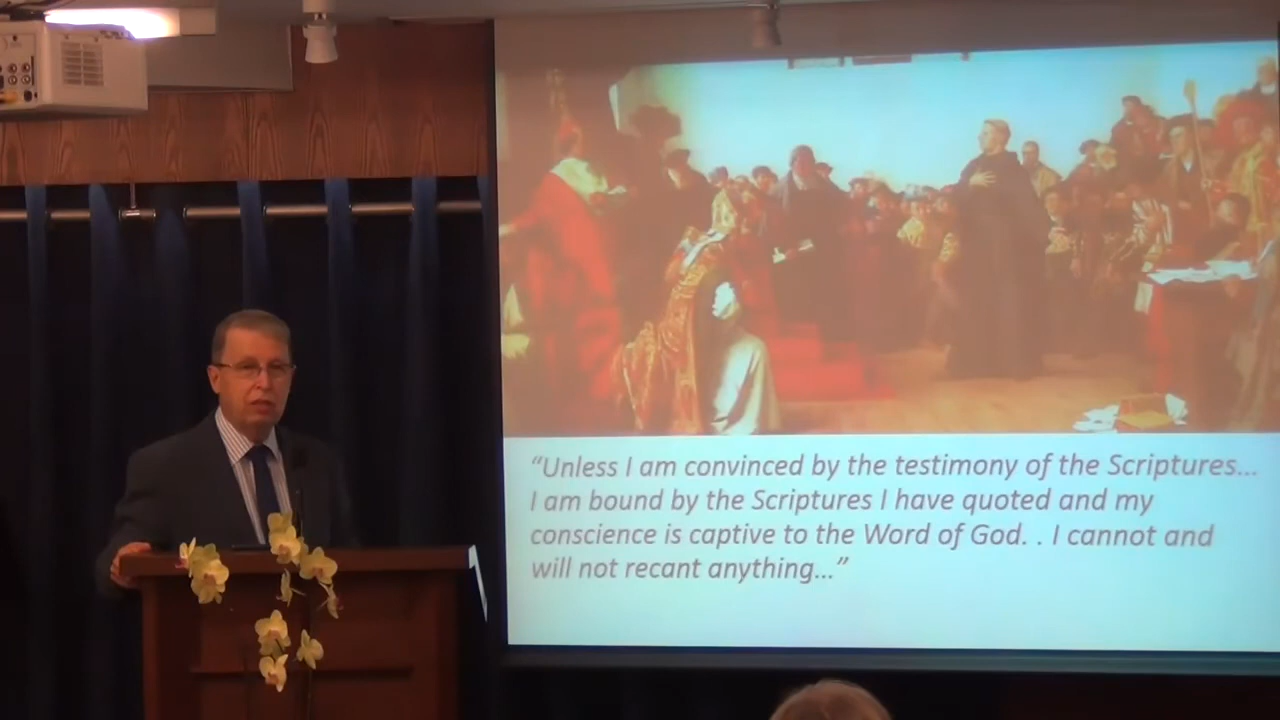 “Unless I am convinced by the testimony of the Scriptures...
I am bound by the Scriptures I have quoted and my
conscience is captive to the Word of God. . I cannot and
will not recant anything...”